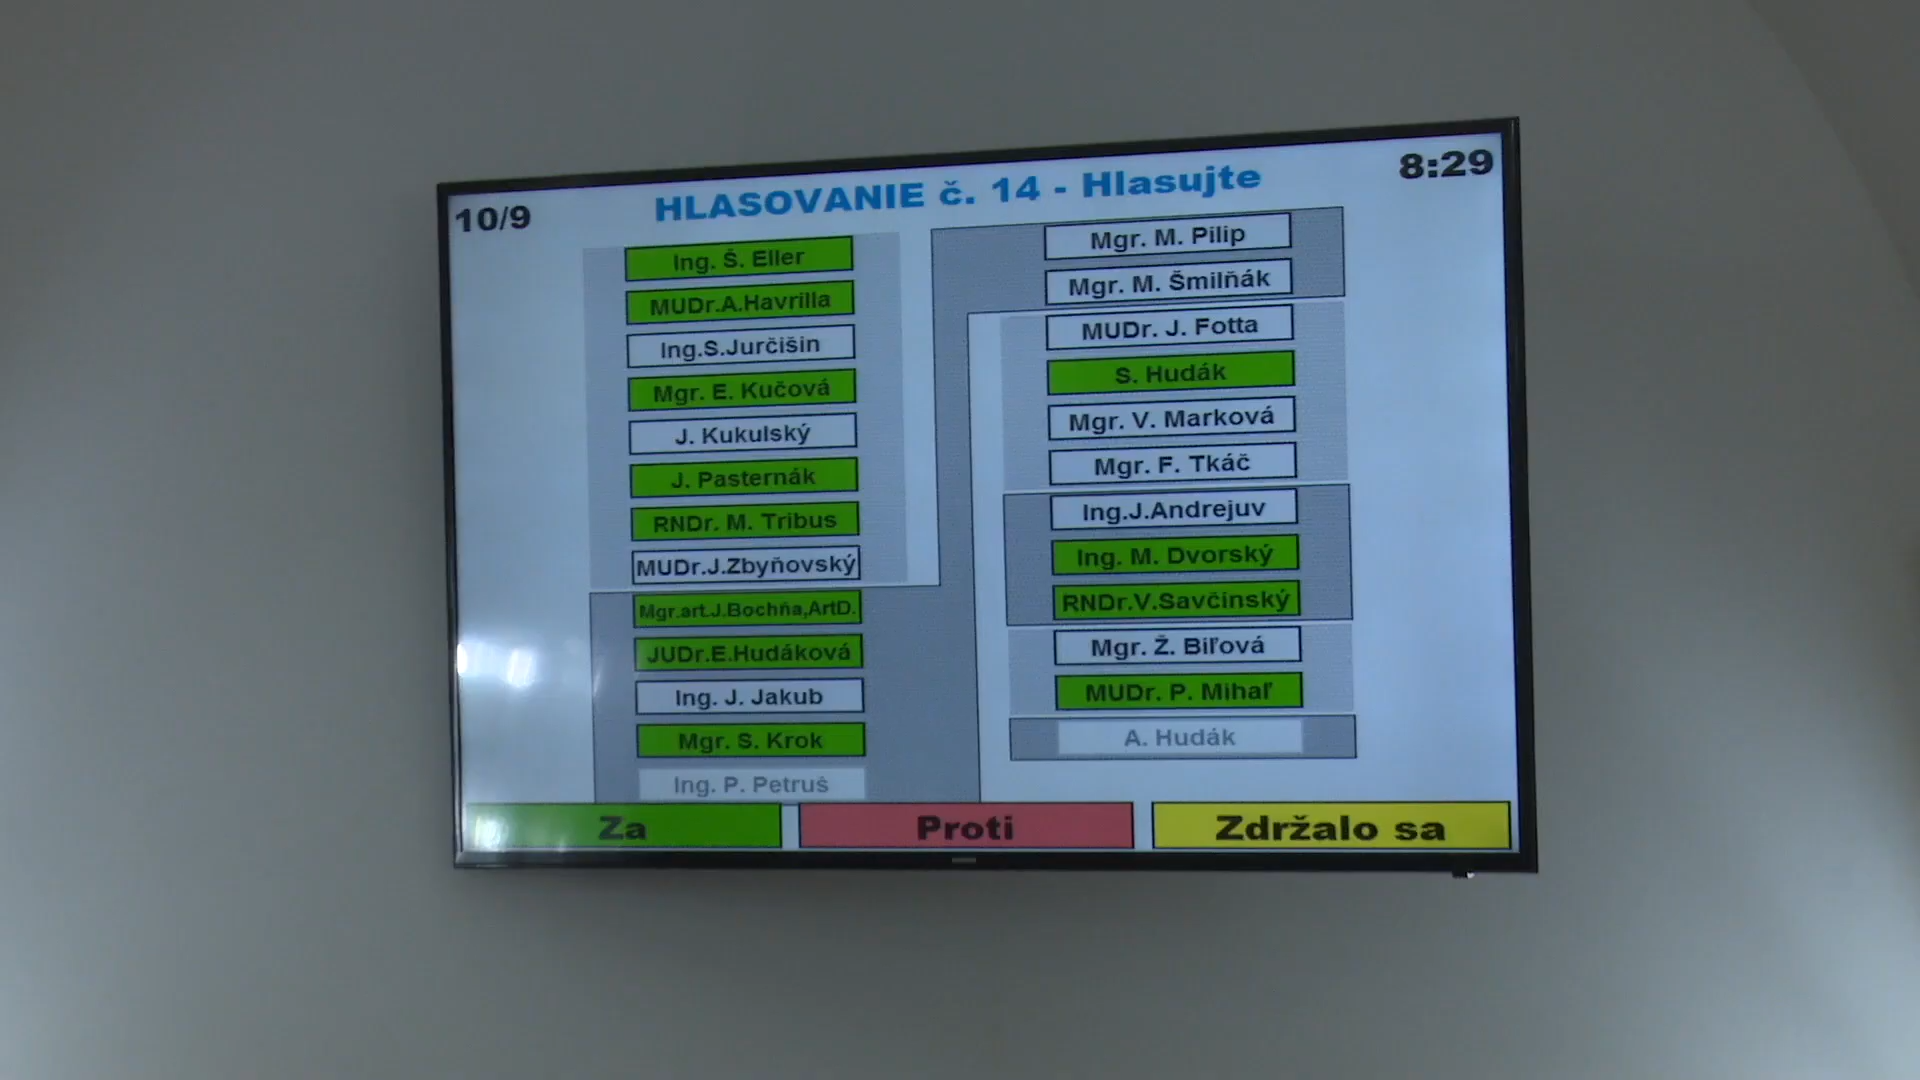 10/9
HLASOVANIE č. 14 - Hlasujte
8:29
Ing. Š. Eller
MUDr.A.Havrilla
Ing.S.Jurčišin
Mgr. E. Kučová
J. Kukulský
J. Pasternák
RNDr. M. Tribus
MUDr.J.Zbyňovský
Mgr.art.J.Bochňa,ArtD.
JUDr.E.Hudáková
Ing. J. Jakub
Mgr. S. Krok
Ing. P. Petruš
Mgr. M. Pilip
Mgr. M. Šmilňák
MUDr. J. Fotta
S. Hudák
Mgr. V. Marková
Mgr. F. Tkáč
Ing.J.Andrejuv
Ing. M. Dvorský
RNDr.V.Savčinský
Mgr. Ž. Biľová
MUDr. P. Mihaľ
A. Hudák
Za
Proti
Zdržalo sa